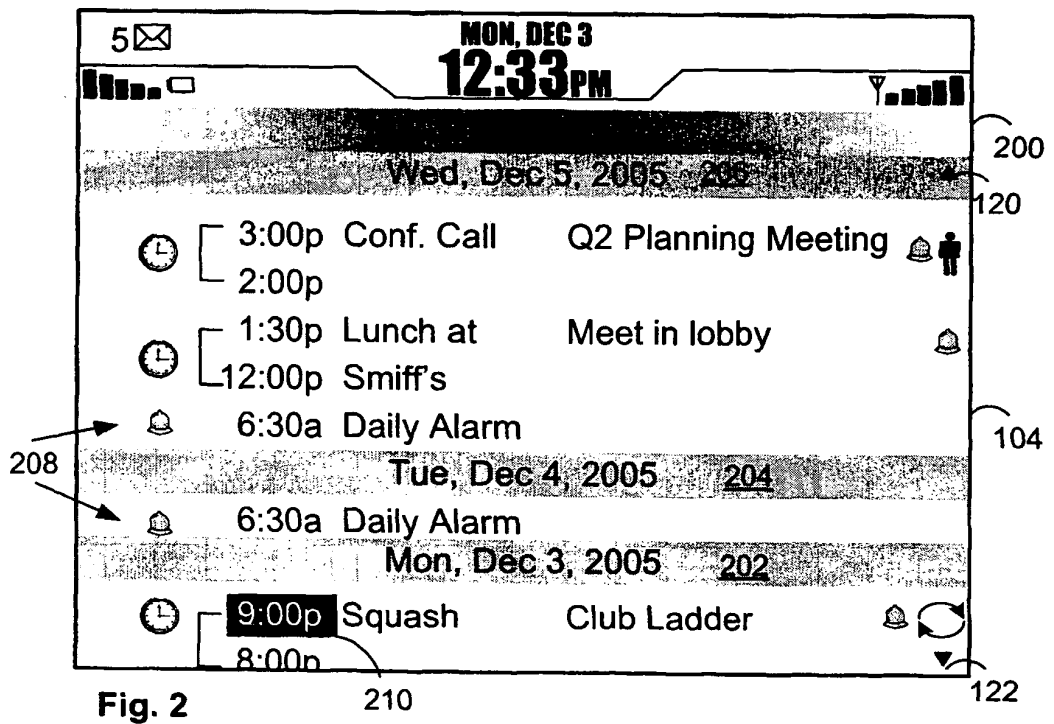 5
MON, DEC 3
12:33PM
200
Wed, Dec 5, 2005 206
120
3:00p Conf. Call Q2 Planning Meeting
2:00p
1:30p Lunch at Meet in lobby
12:00p Smiff's
6:30a Daily Alarm
104
208
Tue, Dec 4, 2005 204
6:30a Daily Alarm
Mon, Dec 3, 2005 202
9:00p Squash Club Ladder
8:00p
Fig. 2
210
122